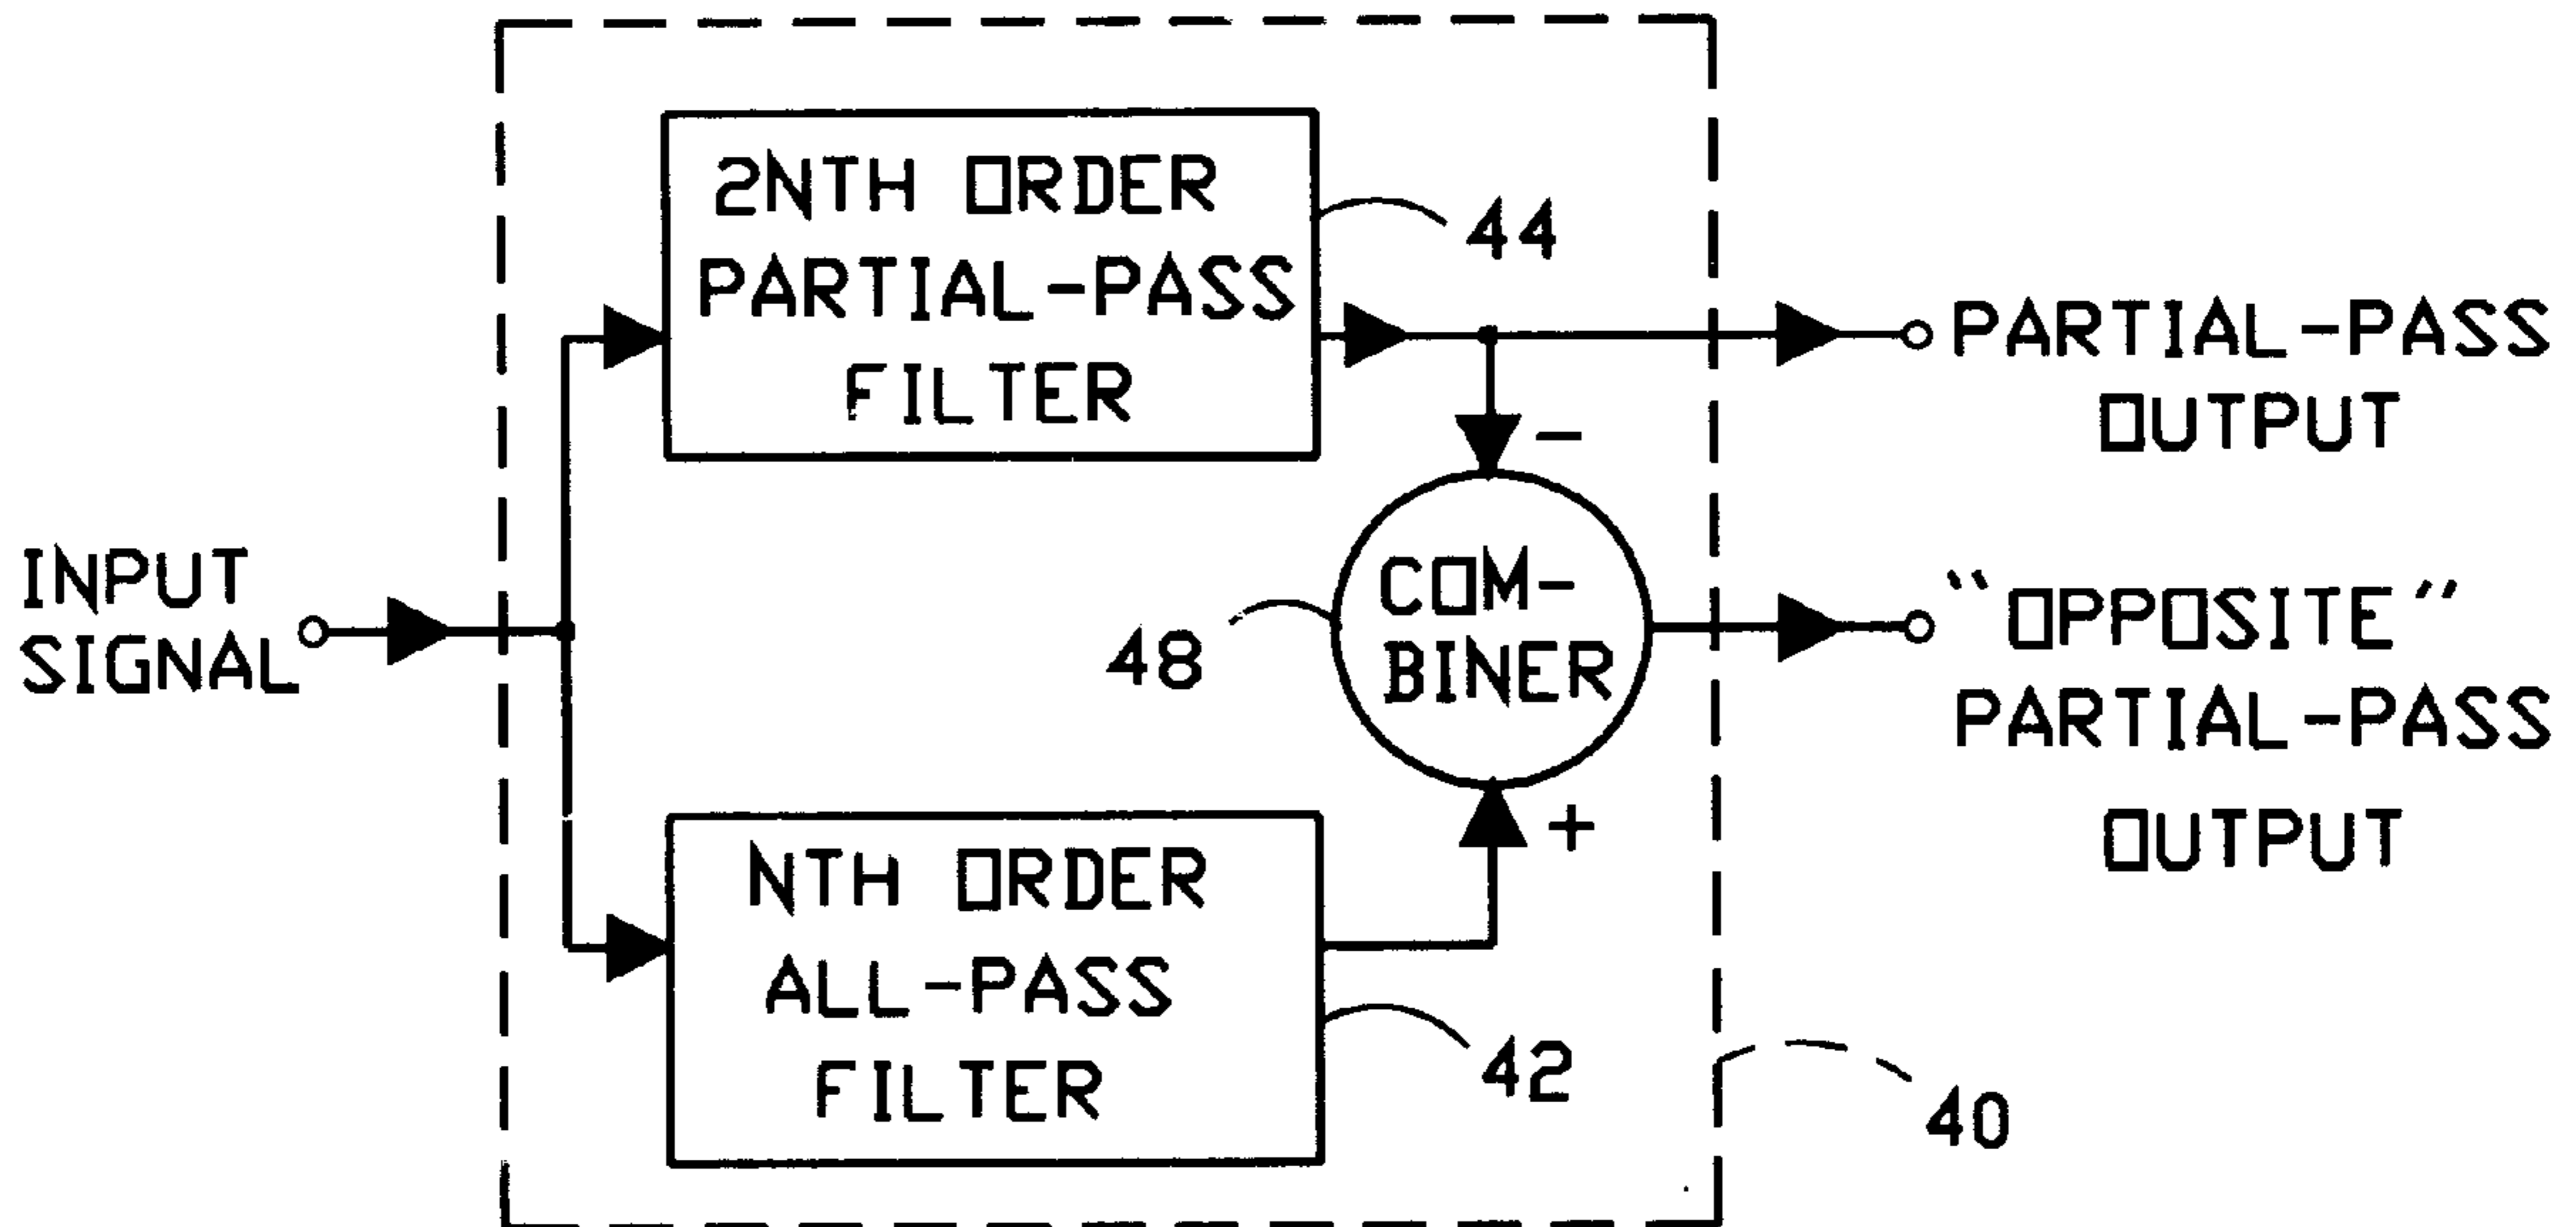 2NTH ORDER
PARTIAL-PASS
FILTER
44
-
PARTIAL-PASS
OUTPUT
INPUT
SIGNAL
COM-
BINER
48
"OPPOSITE"
PARTIAL-PASS
OUTPUT
+
NTH ORDER
ALL-PASS
FILTER
42
40